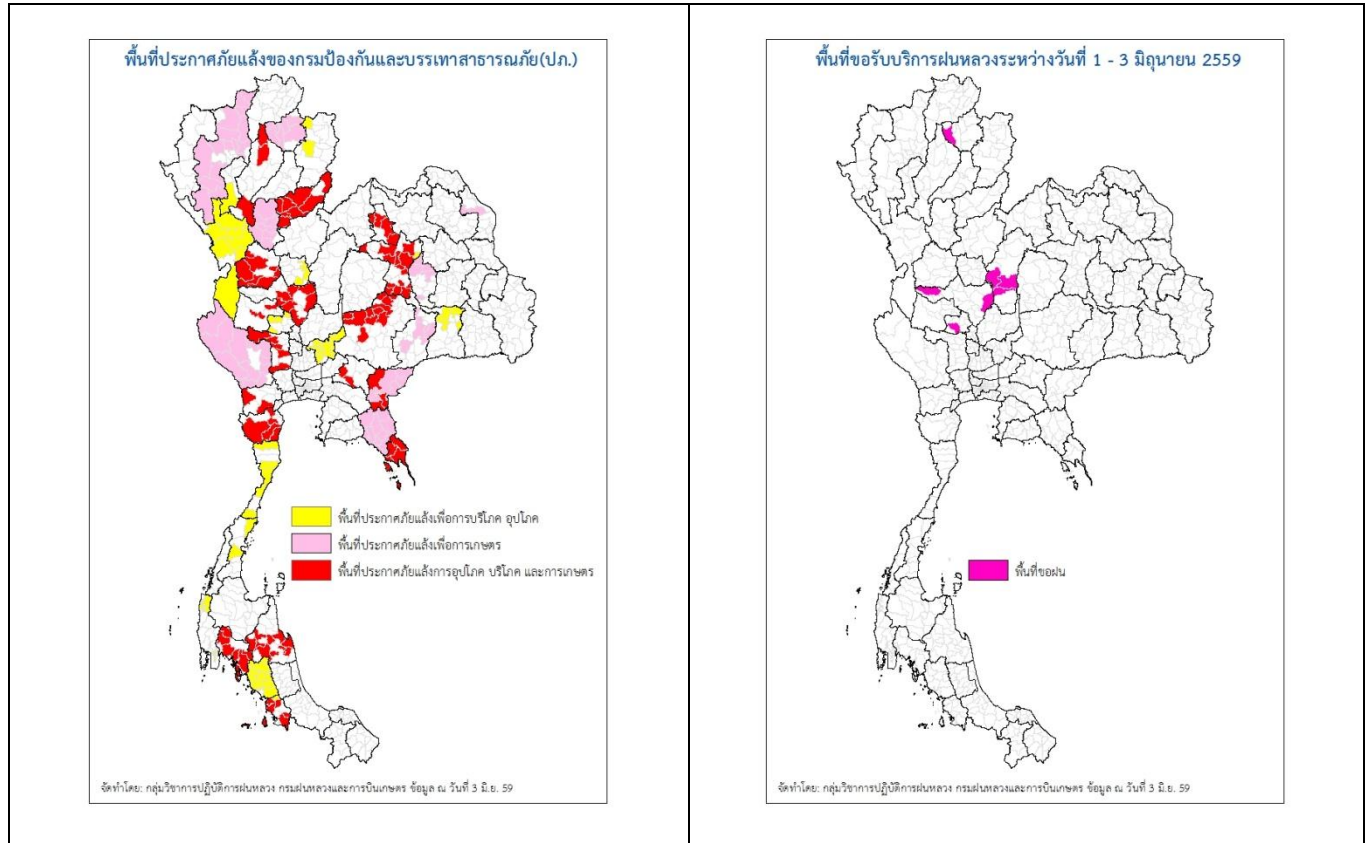 พื้นที่ประกาศภัยแล้งของกรมป้องกันและบรรเทาสาธารณภัย(ปภ.)
พื้นที่ประกาศภัยแล้งเพื่อการบริโภค อุปโภค
พื้นที่ประกาศภัยแล้งเพื่อการเกษตร
พื้นที่ประกาศภัยแล้งการอุปโภค บริโภค และการเกษตร
จัดทำโดย: กลุ่มวิชาการปฏิบัติการฝนหลวง กรมฝนหลวงและการบินเกษตร ข้อมูล ณ วันที่ 3 มิ.ย. 59
พื้นที่ขอรับบริการฝนหลวงระหว่างวันที่ 1 - 3 มิถุนายน 2559
พื้นที่ขอฝน
จัดทำโดย: กลุ่มวิชาการปฏิบัติการฝนหลวง กรมฝนหลวงและการบินเกษตร ข้อมูล ณ วันที่ 3 มิ.ย. 59